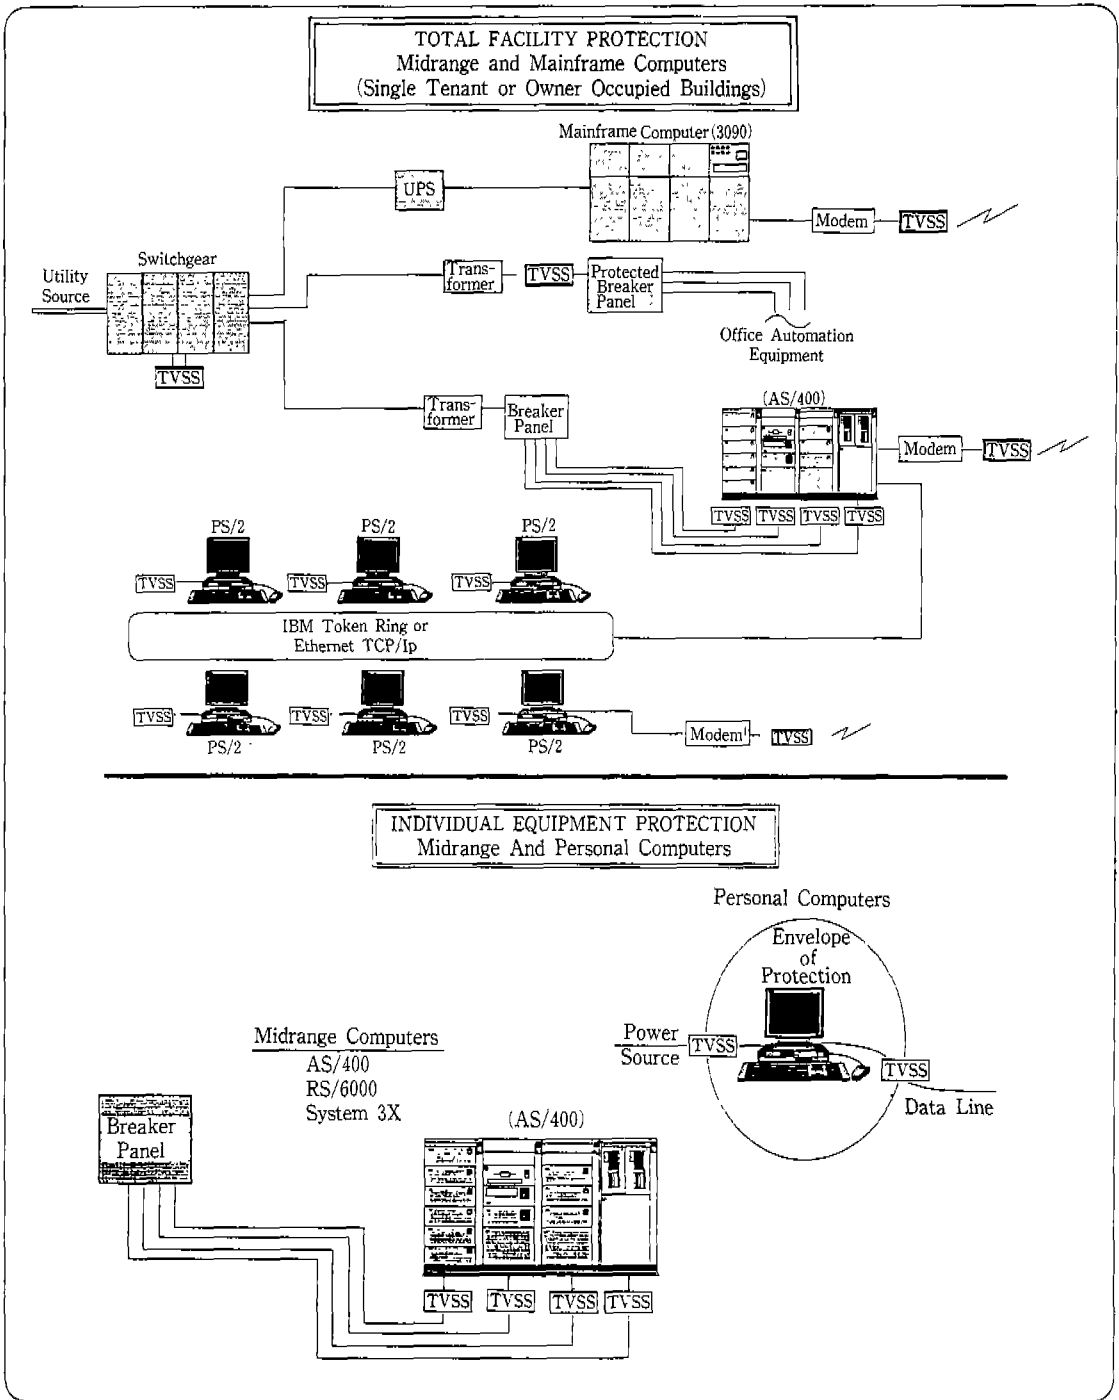 TOTAL FACILITY PROTECTION
Midrange and Mainframe Computers
(Single Tenant or Owner Occupied Buildings)
Mainframe Computer(3090)
UPS
Modem
TVSS
Switchgear
Utility
Source
TVSS
Trans-
former
TVSS
Protected
Breaker
Panel
Office Automation
Equipment
Trans-
former
Breaker
Panel
(AS/400)
Modem
TVSS
TVSS TVSS TVSS TVSS
PS/2 PS/2 PS/2
TVSS TVSS TVSS
IBM Token Ring or
Ethernet TCP/Ip
TVSS TVSS TVSS
PS/2 PS/2 PS/2
Modem
TVSS
INDIVIDUAL EQUIPMENT PROTECTION
Midrange And Personal Computers
Personal Computers
Envelope
of
Protection
Power
Source
TVSS
TVSS
Data Line
Midrange Computers
AS/400
RS/6000
System 3X
Breaker
Panel
(AS/400)
TVSS TVSS TVSS TVSS